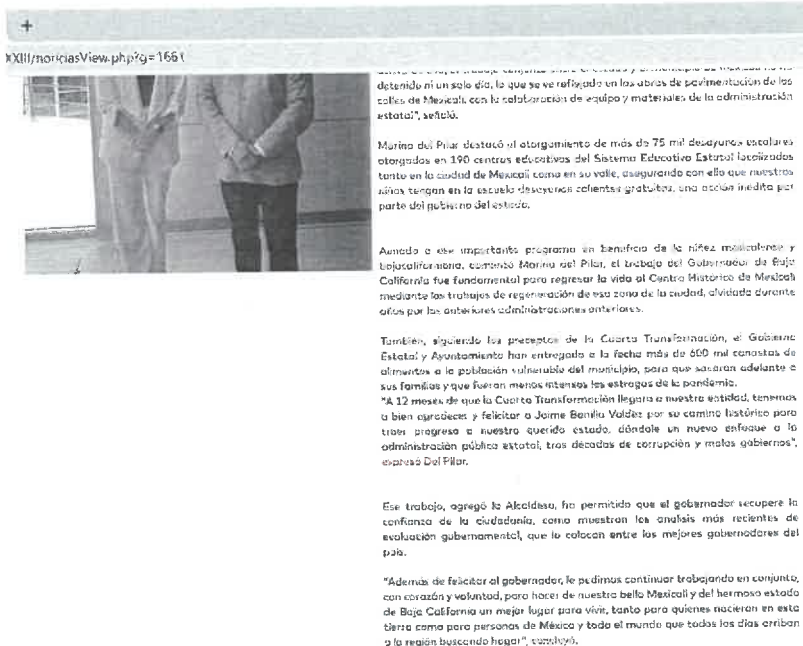 +
XXIII/noticiasView.php?g=1661
detenido ni un solo día, lo que se ve reflejado en las obras de pavimentación de las
calles de Mexicali, con la colaboración de equipo y materiales de la administración
estatal", señaló.
Marina del Pilar destacó el otorgamiento de más de 75 mil desayunos escolares
otorgados en 190 centros educativos del Sistema Educativo Estatal localizados
tanto en la ciudad de Mexicali como en su valle, asegurando con ello que nuestros
niños tengan en la escuela desayunos calientes gratuitos, una acción inédita por
parte del gobierno del estado.
Aunado a ese importante programa en beneficio de la niñez mexicalense y
bajacaliforniana, comentó Marina del Pilar, el trabajo del Gobernador de Baja
California fue fundamental para regresar la vida al Centro Histórico de Mexicali
mediante los trabajos de regeneración de esa zona de la ciudad, olvidada durante
años por las anteriores administraciones anteriores.
También, siguiendo los preceptos de la Cuarta Transformación, el Gobierno
Estatal y Ayuntamiento han entregado a la fecha más de 600 mil canastas de
alimentos a la población vulnerable del municipio, para que sacaran adelante a
sus familias y que fueran menos intensos los estragos de la pandemia.
"A 12 meses de que la Cuarta Transformación llegara a nuestra entidad, tenemos
a bien agradecer y felicitar a Jaime Bonilla Valdez por su camino histórico para
traer progreso a nuestro querido estado, dándole un nuevo enfoque a la
administración pública estatal, tras décadas de corrupción y malos gobiernos",
expresó Del Pilar.
Ese trabajo, agregó la Alcaldesa, ha permitido que el gobernador recupere la
confianza de la ciudadanía, como muestran los análisis más recientes de
evaluación gubernamental, que lo colocan entre los mejores gobernadores del
país.
"Además de felicitar al gobernador, le pedimos continuar trabajando en conjunto,
con corazón y voluntad, para hacer de nuestro bello Mexicali y del hermoso estado
de Baja California un mejor lugar para vivir, tanto para quienes nacieron en esta
tierra como para personas de México y todo el mundo que todos los días arriban
a la región buscando hogar", concluyó.